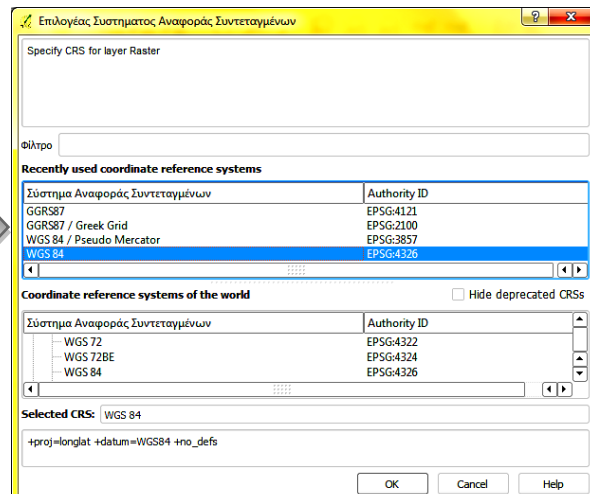 Επιλογέας Συστηματος Αναφοράς Συντεταγμένων
Specify CRS for layer Raster
Φίλτρο
Recently used coordinate reference systems
Σύστημα Αναφοράς Συντεταγμένων Authority ID
GGRS87 EPSG:4121
GGRS87 / Greek Grid EPSG:2100
WGS 84 / Pseudo Mercator EPSG:3857
WGS 84 EPSG:4326
Coordinate reference systems of the world Hide deprecated CRSs
Σύστημα Αναφοράς Συντεταγμένων Authority ID
WGS 72 EPSG:4322
WGS 72BE EPSG:4324
WGS 84 EPSG:4326
Selected CRS: WGS 84
+proj=longlat +datum=WGS84 +no_defs
OK Cancel Help